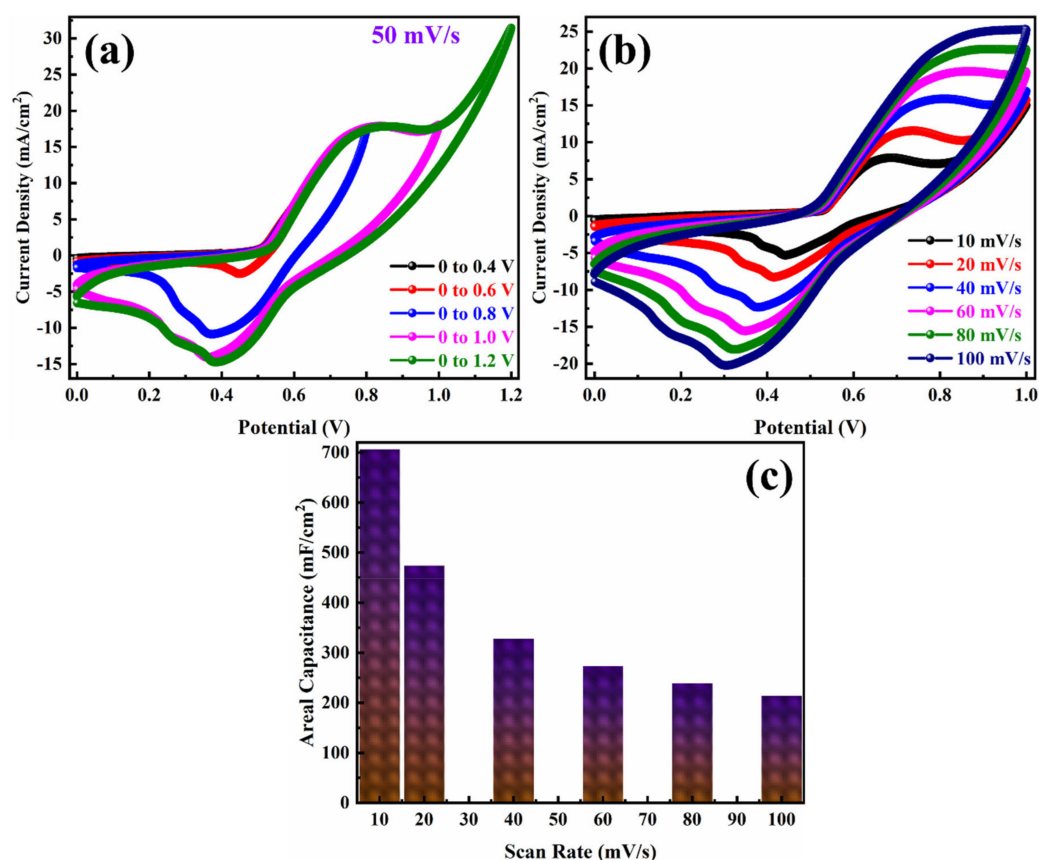 (a)
50 mV/s
30
25
20
15
10
5
0
-5
-10
-15
Current Density (mA/cm²)
0 to 0.4 V
0 to 0.6 V
0 to 0.8 V
0 to 1.0 V
0 to 1.2 V
0.0 0.2 0.4 0.6 0.8 1.0 1.2
Potential (V)
(b)
25
20
15
10
5
0
-5
-10
-15
-20
Current Density (mA/cm²)
10 mV/s
20 mV/s
40 mV/s
60 mV/s
80 mV/s
100 mV/s
0.0 0.2 0.4 0.6 0.8 1.0
Potential (V)
(c)
700
600
500
400
300
200
100
0
Areal Capacitance (mF/cm²)
10 20 30 40 50 60 70 80 90 100
Scan Rate (mV/s)